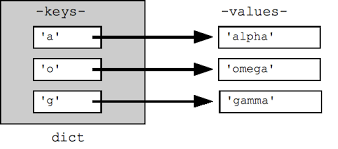 -keys- -values-
'a' 'alpha'
'o' 'omega'
'g' 'gamma'
dict